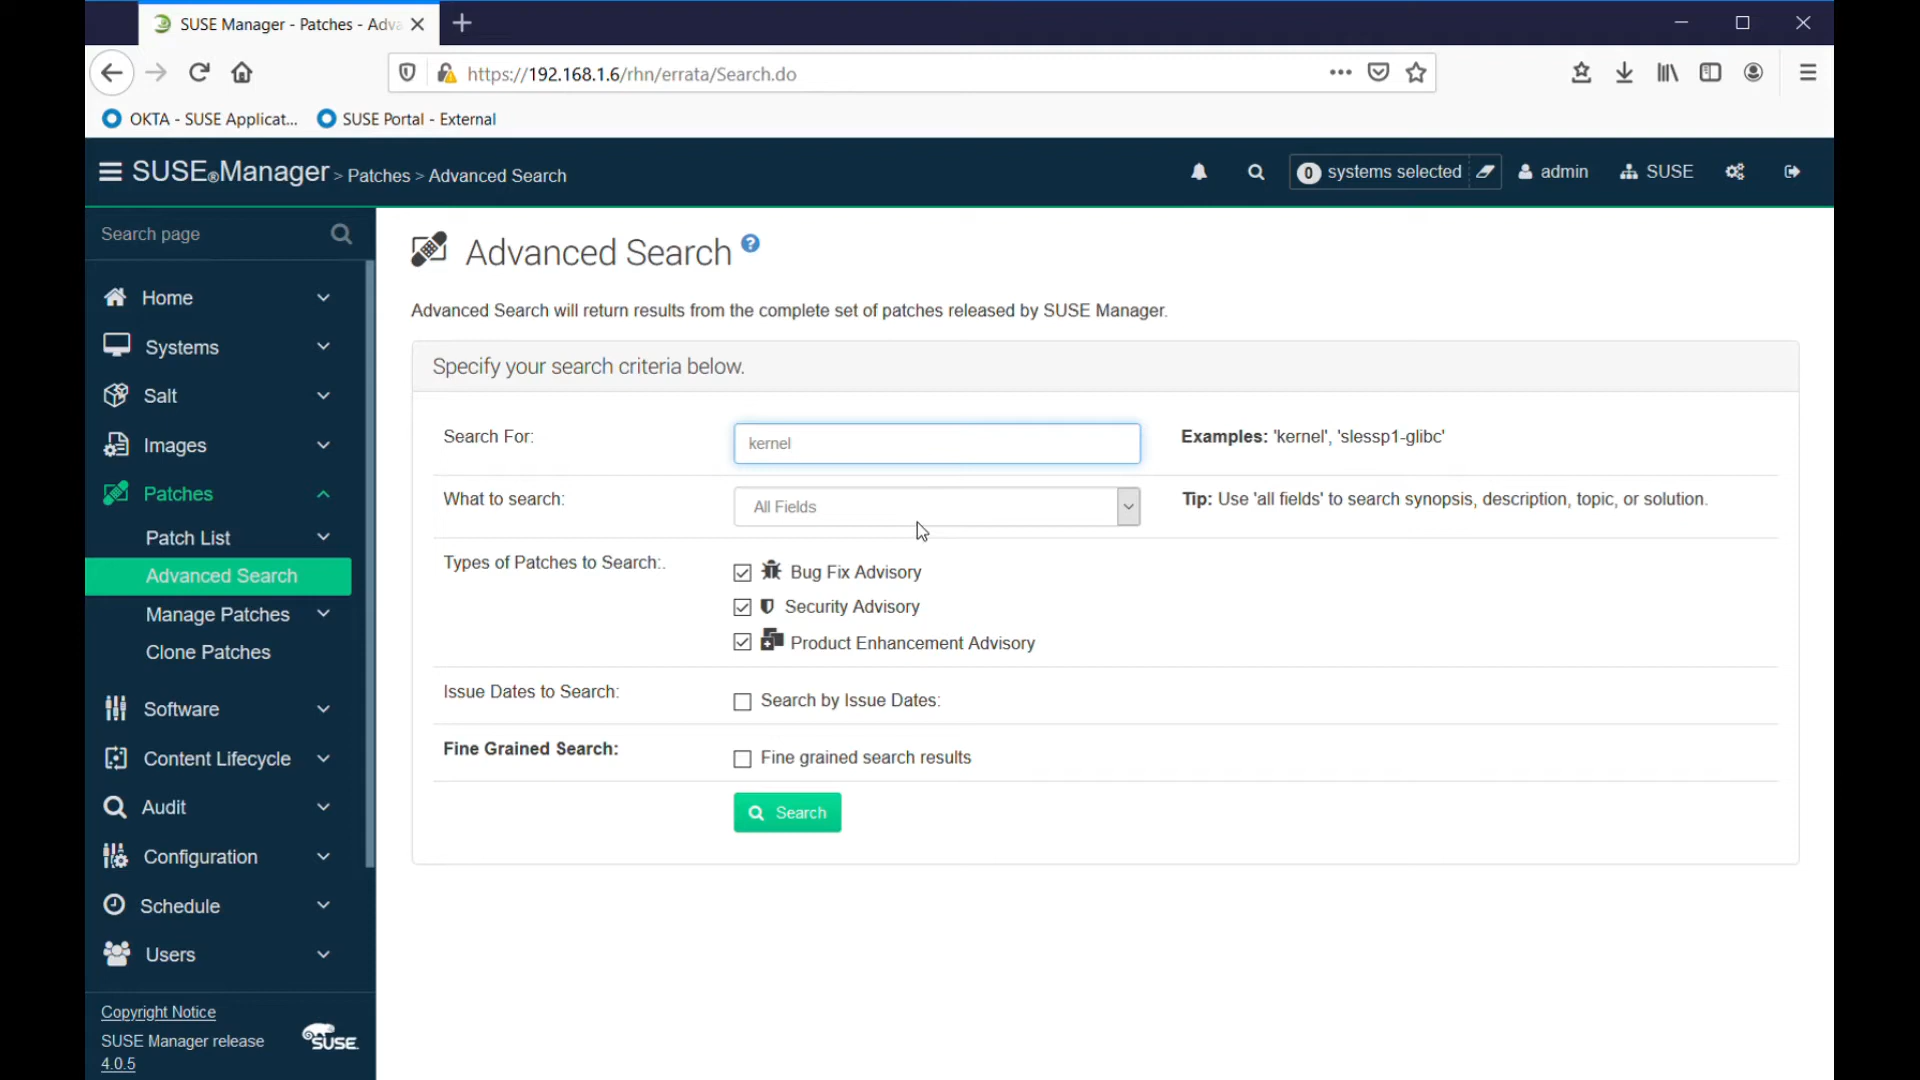 SUSE Manager - Patches - Adva
https://192.168.1.6/rhn/errata/Search.do
OKTA - SUSE Applicat...
SUSE Portal - External
SUSE®Manager > Patches > Advanced Search
0 systems selected
admin
SUSE
Search page
Home
Systems
Salt
Images
Patches
Patch List
Advanced Search
Manage Patches
Clone Patches
Software
Content Lifecycle
Audit
Configuration
Schedule
Users
Copyright Notice
SUSE Manager release
4.0.5
SUSE.
Advanced Search ?
Advanced Search will return results from the complete set of patches released by SUSE Manager.
Specify your search criteria below.
Search For:
kernel
Examples: 'kernel', 'slessp1-glibc'
What to search:
All Fields
Tip: Use 'all fields' to search synopsis, description, topic, or solution.
Types of Patches to Search:.
Bug Fix Advisory
Security Advisory
Product Enhancement Advisory
Issue Dates to Search:
Search by Issue Dates:
Fine Grained Search:
Fine grained search results
Search